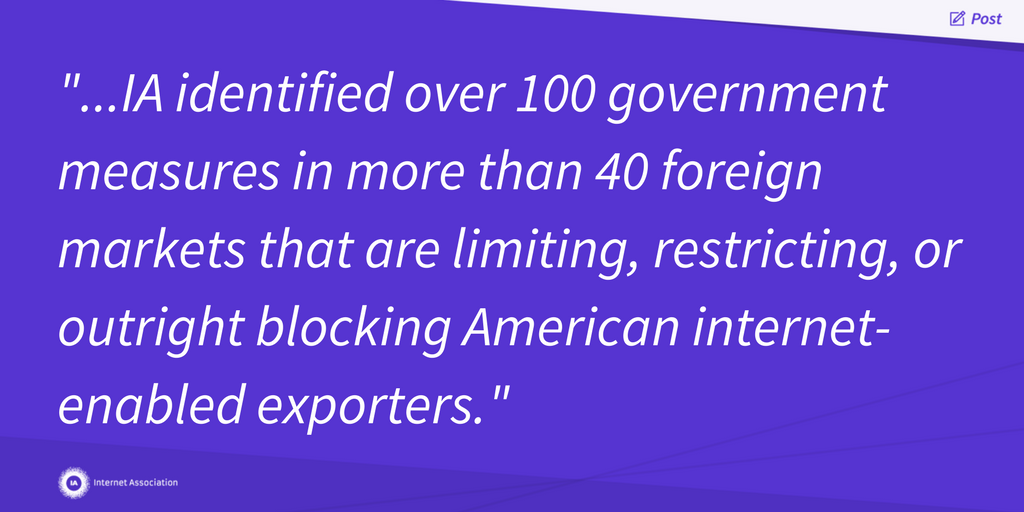 Post
"...IA identified over 100 government
measures in more than 40 foreign
markets that are limiting, restricting, or
outright blocking American internet-
enabled exporters."
IA Internet Association